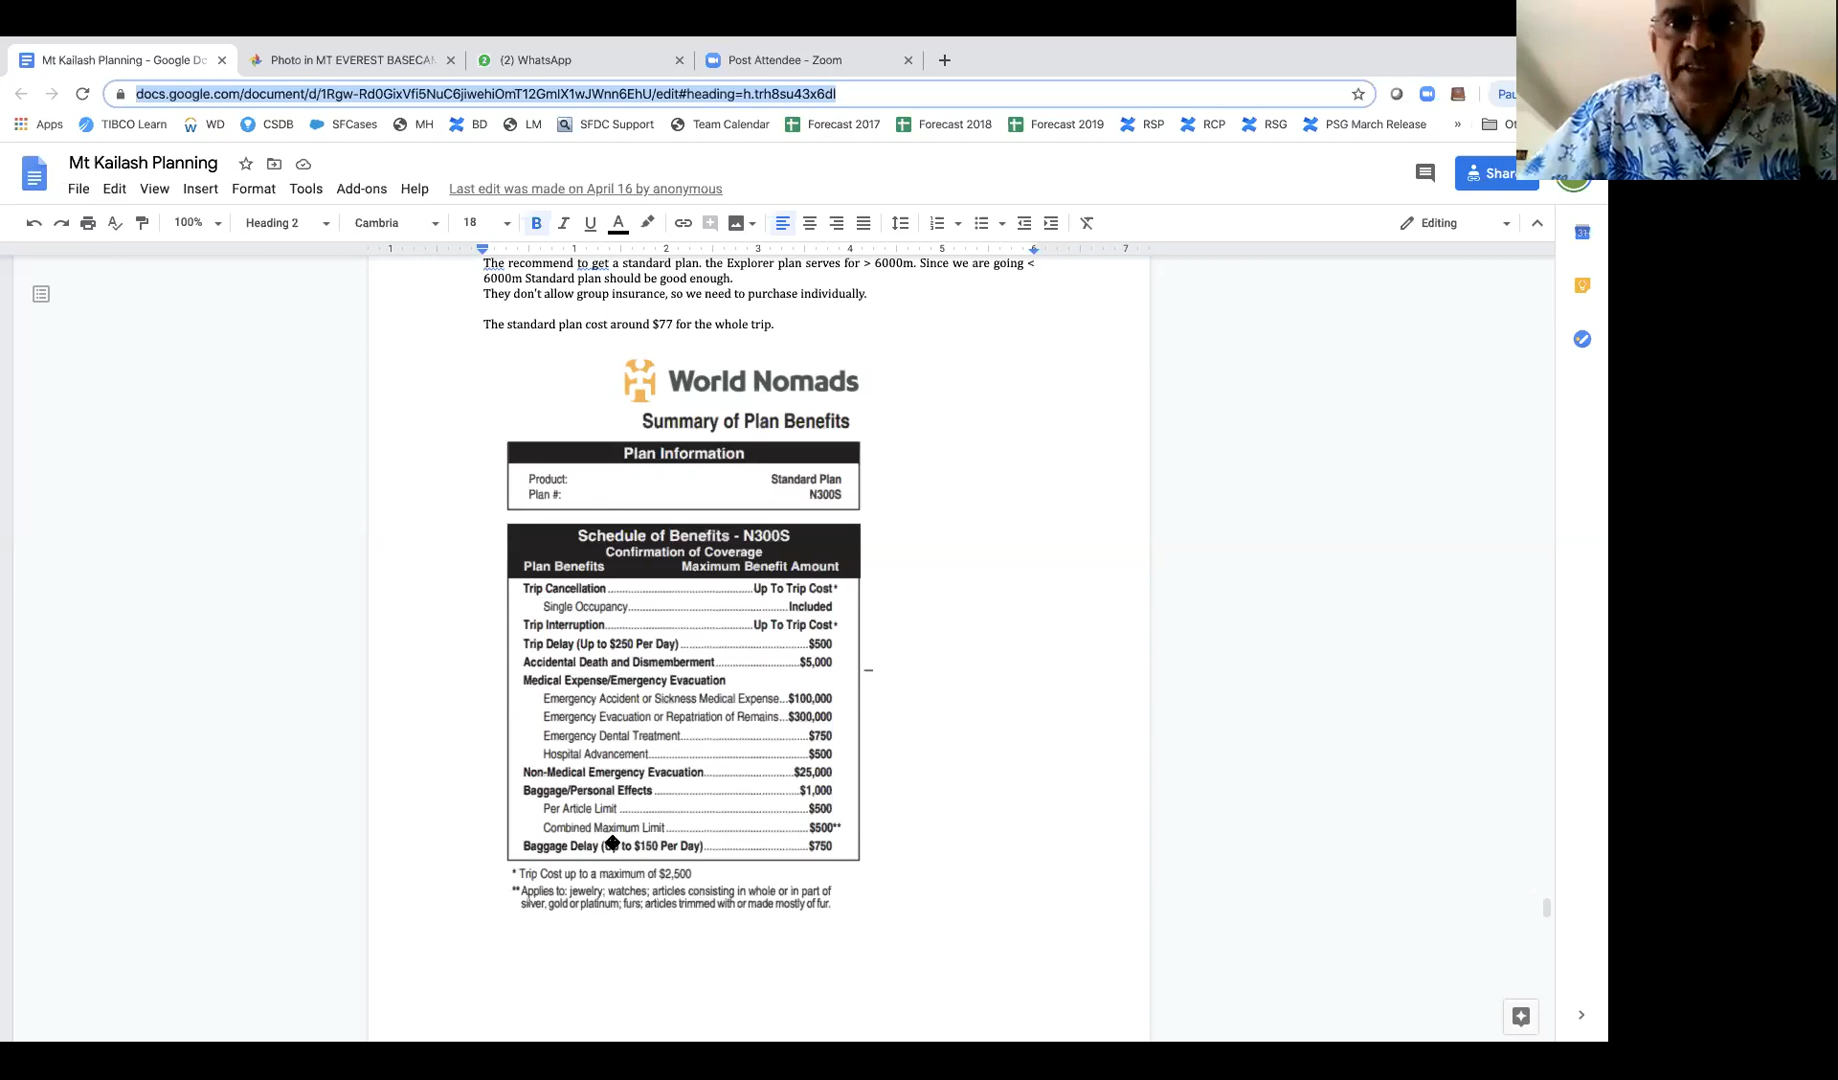 Mt Kailash Planning - Google Do
Photo in MT EVEREST BASECAM
(2) WhatsApp
Post Attendee - Zoom
docs.google.com/document/d/1Rgw-Rd0GixVfi5NuC6jiwehiOmT12GmIX1wJWnn6EhU/edit#heading=h.trh8su43x6dl
Apps TIBCO Learn WD CSDB SFCases MH BD LM SFDC Support Team Calendar Forecast 2017 Forecast 2018 Forecast 2019 RSP RCP RSG PSG March Release » Ot
Mt Kailash Planning
Share
File Edit View Insert Format Tools Add-ons Help Last edit was made on April 16 by anonymous
100% Heading 2 Cambria 18 B I U A Editing
1 1 2 3 4 5 6 7
The recommend to get a standard plan. the Explorer plan serves for > 6000m. Since we are going <
6000m Standard plan should be good enough.
They don't allow group insurance, so we need to purchase individually.
The standard plan cost around $77 for the whole trip.
World Nomads
Summary of Plan Benefits
Plan Information
Product: Standard Plan
Plan #: N300S
Schedule of Benefits - N300S
Confirmation of Coverage
Plan Benefits Maximum Benefit Amount
Trip Cancellation Up To Trip Cost*
Single Occupancy Included
Trip Interruption Up To Trip Cost*
Trip Delay (Up to $250 Per Day) $500
Accidental Death and Dismemberment $5,000
Medical Expense/Emergency Evacuation
Emergency Accident or Sickness Medical Expense $100,000
Emergency Evacuation or Repatriation of Remains $300,000
Emergency Dental Treatment $750
Hospital Advancement $500
Non-Medical Emergency Evacuation $25,000
Baggage/Personal Effects $1,000
Per Article Limit $500
Combined Maximum Limit $500**
Baggage Delay (Up to $150 Per Day) $750
* Trip Cost up to a maximum of $2,500
** Applies to: jewelry; watches; articles consisting in whole or in part of
silver, gold or platinum; furs; articles trimmed with or made mostly of fur.